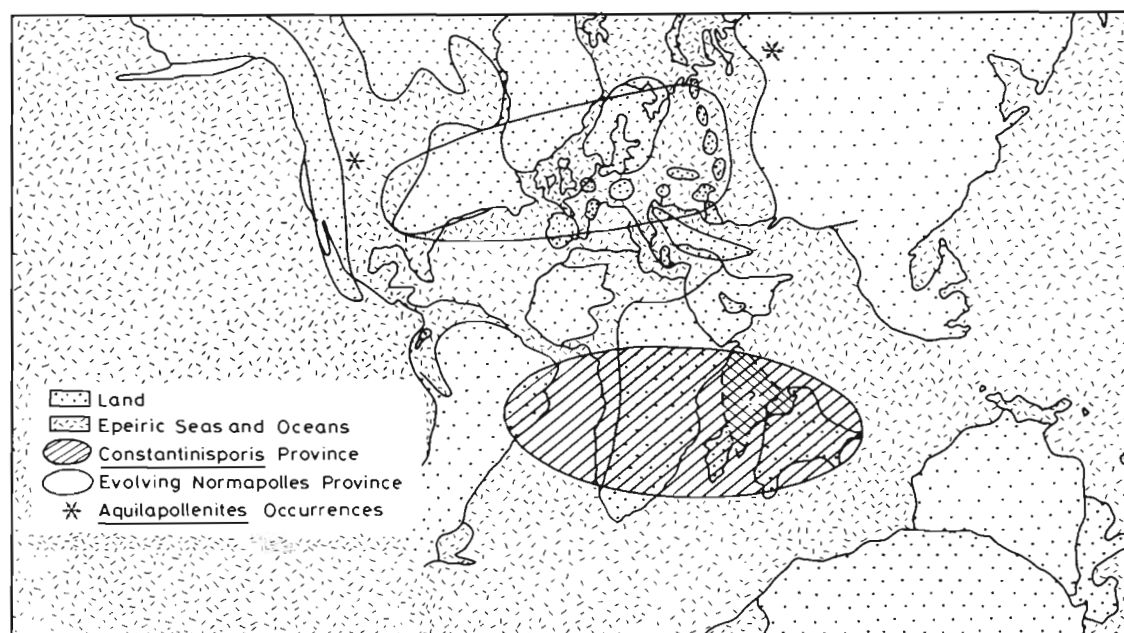 Land
Epeiric Seas and Oceans
Constantinisporis Province
Evolving Normapolles Province
Aquilapollenites Occurrences